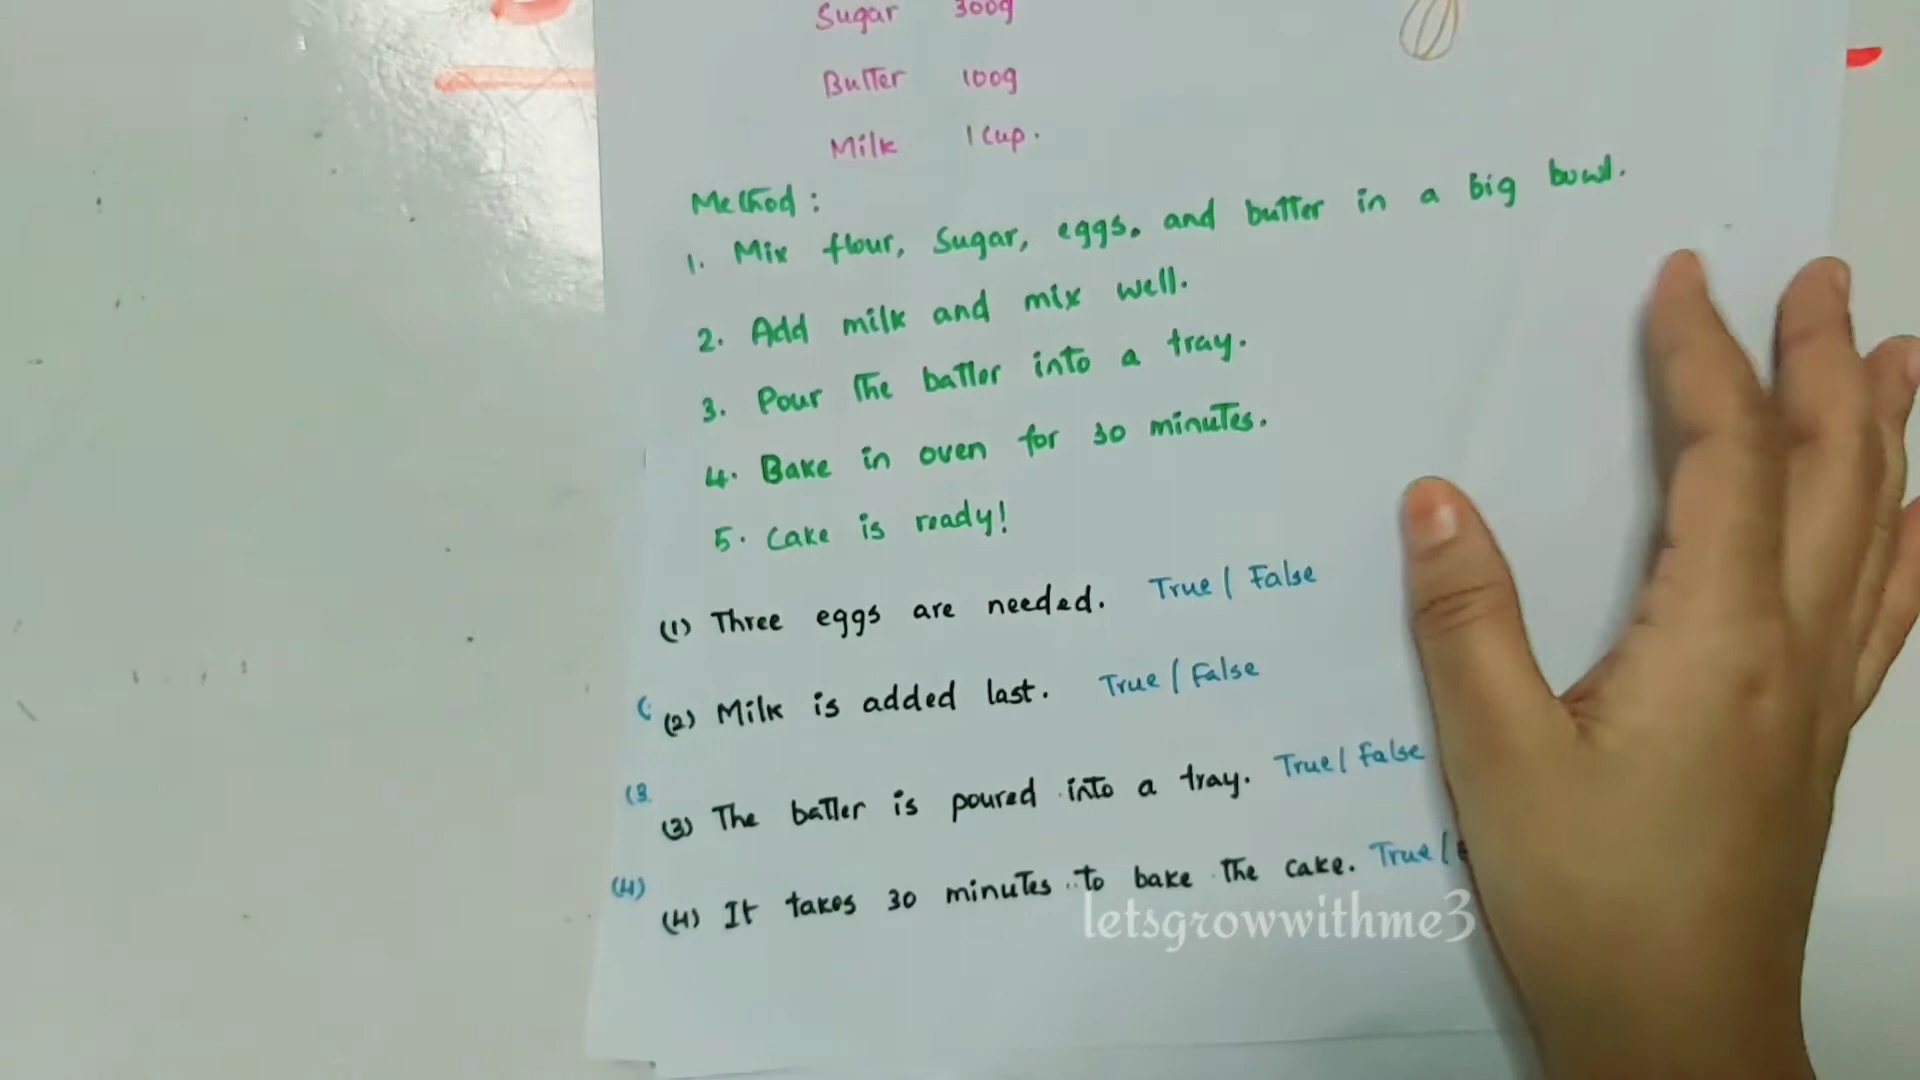 Sugar 300g
Butter 100g
Milk 1 Cup.
Method :
1. Mix flour, Sugar, eggs, and butter in a big bowl.
2. Add milk and mix well.
3. Pour the batter into a tray.
4. Bake in oven for 30 minutes.
5. Cake is ready!
(1) Three eggs are needed. True / False
(2) Milk is added last. True / False
(3) The batter is poured into a tray. True / False
(4) It takes 30 minutes to bake the cake. True /
(3
(4)
letsgrowwithme3